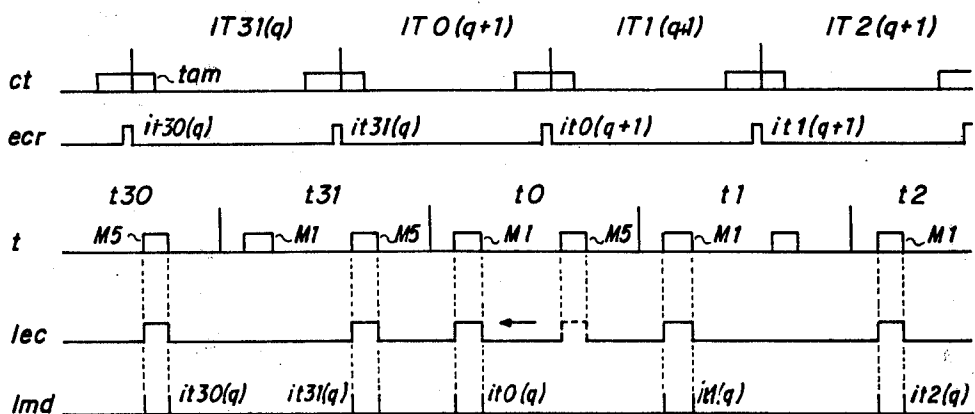 IT31(q) IT0(q+1) IT1(q+1) IT2(q+1)
ct tam
ecr it30(q) it31(q) it0(q+1) it1(q+1)
t30 t31 t0 t1 t2
t M5 M1 M5 M1 M5 M1 M1
lec
lmd it30(q) it31(q) it0(q) it1(q) it2(q)